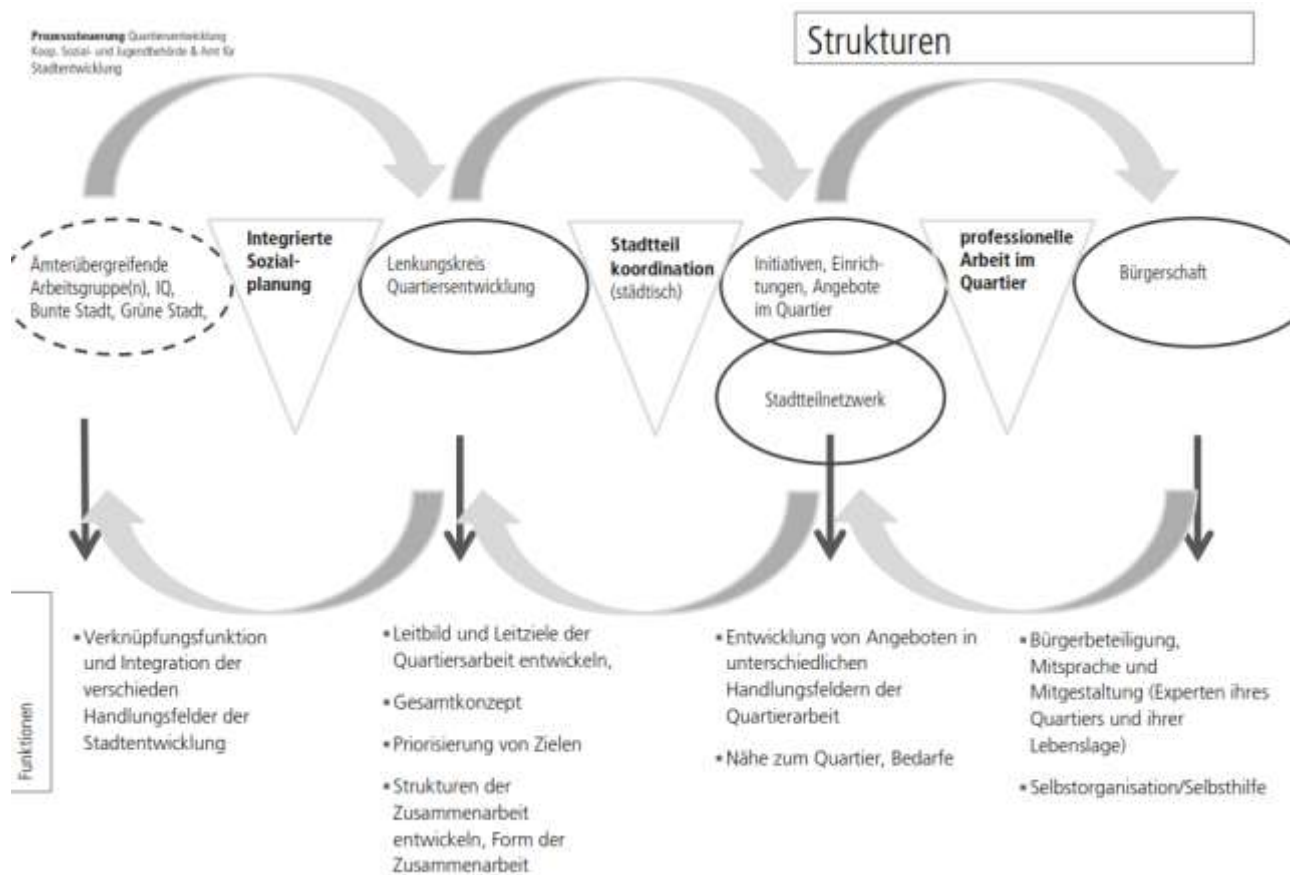 Prozesssteuerung Quartiersentwicklung
Koop. Sozial- und Jugendbehörde & Amt für
Stadtentwicklung
Strukturen
Ämterübergreifende
Arbeitsgruppe(n), IQ,
Bunte Stadt, Grüne Stadt,
Integrierte
Sozial-
planung
Lenkungskreis
Quartiersentwicklung
Stadtteil
koordination
(städtisch)
Initiativen, Einrich-
tungen, Angebote
im Quartier
Stadtteilnetzwerk
professionelle
Arbeit im
Quartier
Bürgerschaft
Funktionen
▪ Verknüpfungsfunktion
und Integration der
verschieden
Handlungsfelder der
Stadtentwicklung
▪ Leitbild und Leitziele der
Quartiersarbeit entwickeln,
▪ Gesamtkonzept
▪ Priorisierung von Zielen
▪ Strukturen der
Zusammenarbeit
entwickeln, Form der
Zusammenarbeit
▪ Entwicklung von Angeboten in
unterschiedlichen
Handlungsfeldern der
Quartierarbeit
▪ Nähe zum Quartier, Bedarfe
▪ Bürgerbeteiligung,
Mitsprache und
Mitgestaltung (Experten ihres
Quartiers und ihrer
Lebenslage)
▪ Selbstorganisation/Selbsthilfe